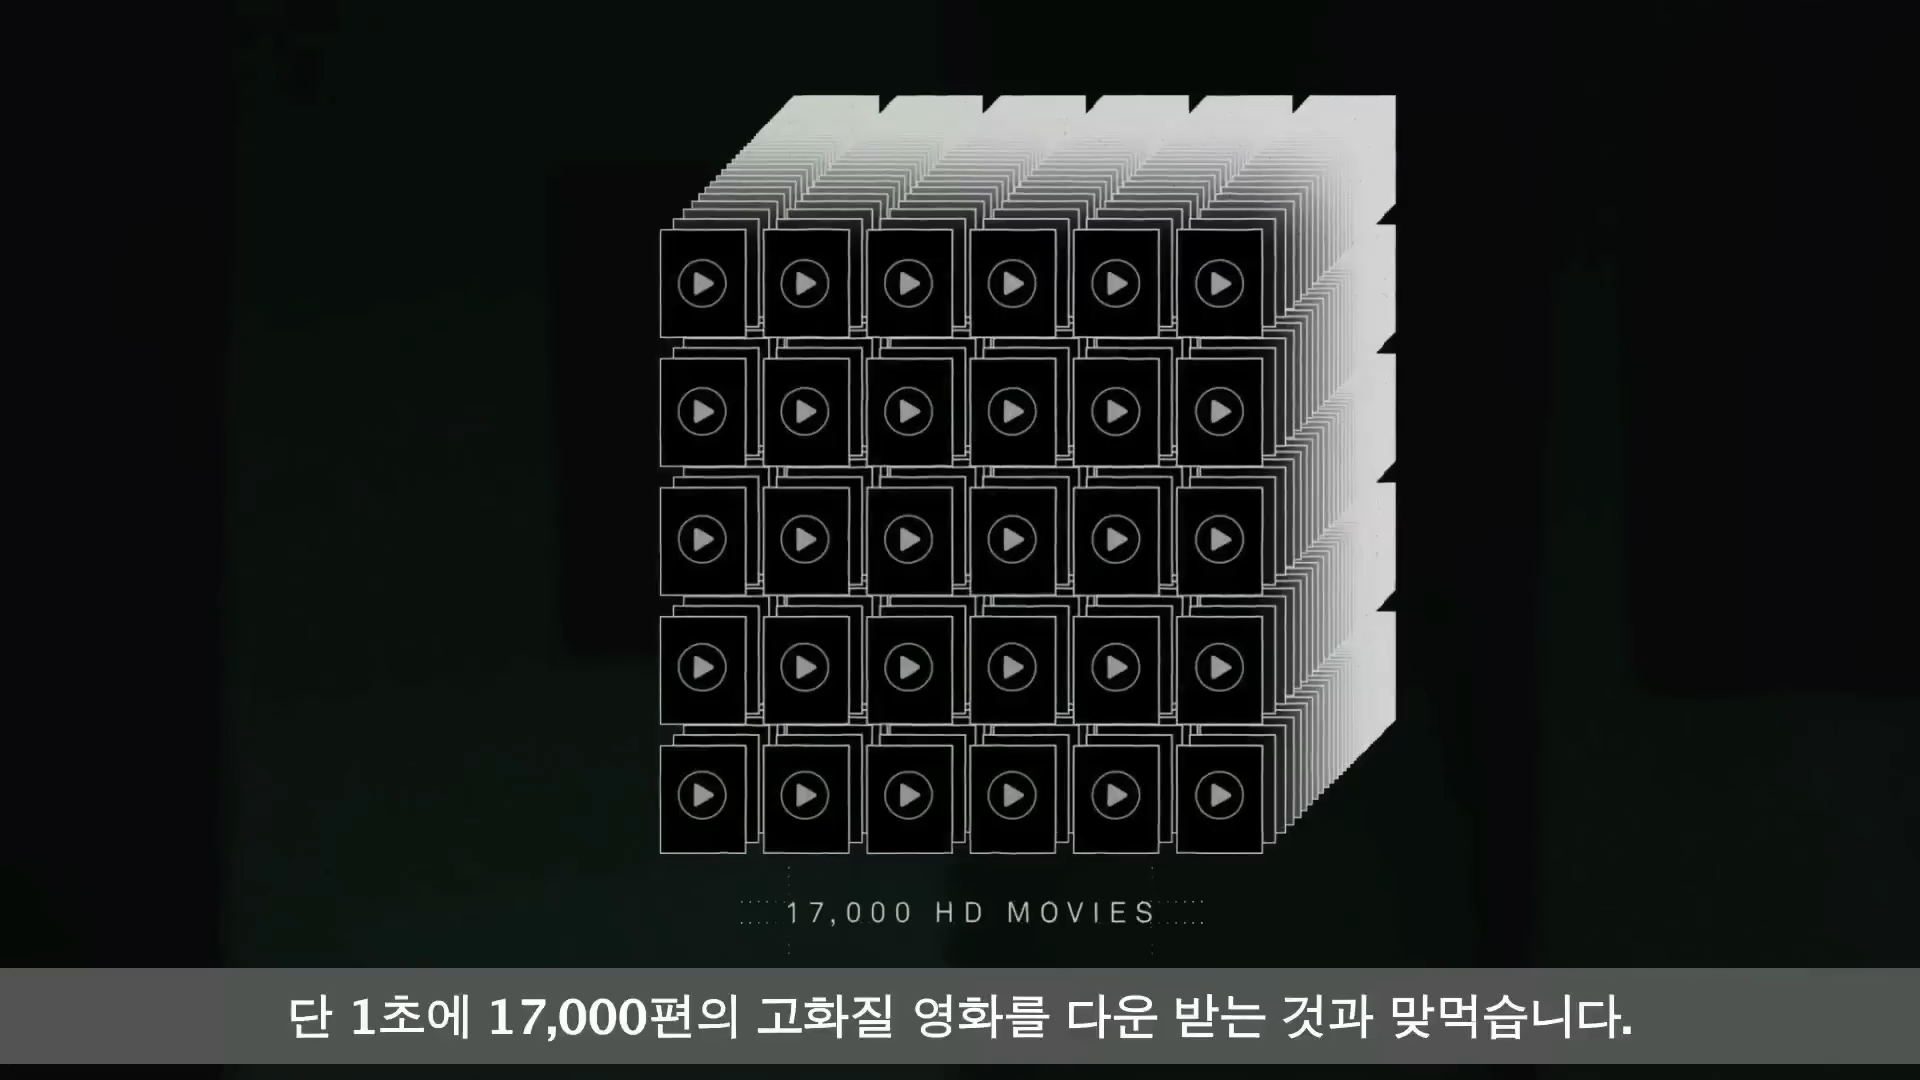 17,000 HD MOVIES
단 1초에 17,000편의 고화질 영화를 다운 받는 것과 맞먹습니다.